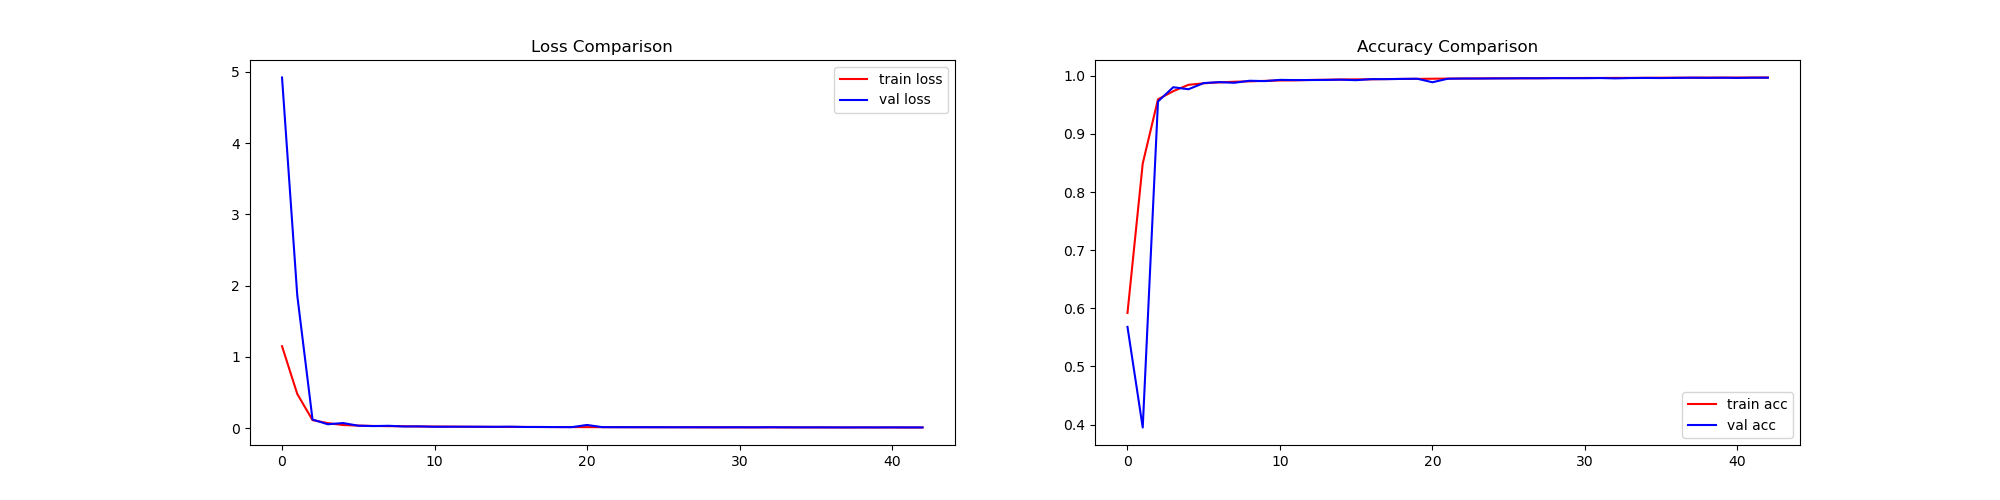 Loss Comparison
5
4
3
2
1
0
0 10 20 30 40
train loss
val loss
Accuracy Comparison
1.0
0.9
0.8
0.7
0.6
0.5
0.4
0 10 20 30 40
train acc
val acc